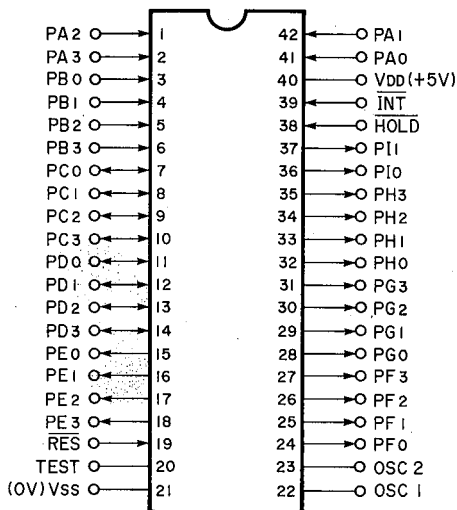 PA2 1 42 PA1
PA3 2 41 PA0
PB0 3 40 VDD(+5V)
PB1 4 39 INT
PB2 5 38 HOLD
PB3 6 37 PI1
PC0 7 36 PI0
PC1 8 35 PH3
PC2 9 34 PH2
PC3 10 33 PH1
PD0 11 32 PH0
PD1 12 31 PG3
PD2 13 30 PG2
PD3 14 29 PG1
PE0 15 28 PG0
PE1 16 27 PF3
PE2 17 26 PF2
PE3 18 25 PF1
RES 19 24 PF0
TEST 20 23 OSC2
(0V)VSS 21 22 OSC1